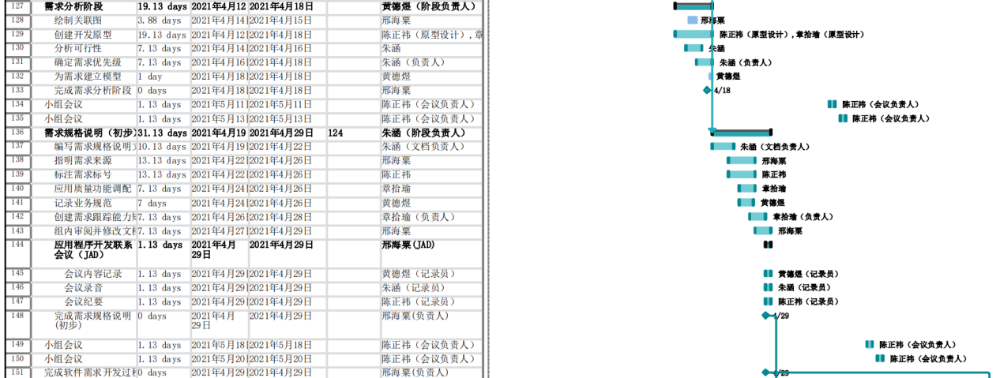 127 需求分析阶段 19.13 days 2021年4月12 2021年4月18日 黄德煜（阶段负责人）
128 绘制关联图 3.88 days 2021年4月14 2021年4月15日 邢海粟 邢海粟
129 创建开发原型 19.13 days 2021年4月12 2021年4月18日 陈正祎（原型设计）,章 陈正祎（原型设计）,章拾瑜（原型设计）
130 分析可行性 7.13 days 2021年4月14 2021年4月16日 朱涵 朱涵
131 确定需求优先级 7.13 days 2021年4月16 2021年4月18日 朱涵（负责人） 朱涵（负责人）
132 为需求建立模型 1 day 2021年4月18 2021年4月18日 黄德煜 黄德煜
133 完成需求分析阶段 0 days 2021年4月18 2021年4月18日 邢海粟 4/18
134 小组会议 1.13 days 2021年5月11 2021年5月11日 陈正祎（会议负责人） 陈正祎（会议负责人）
135 小组会议 1.13 days 2021年5月13 2021年5月13日 陈正祎（会议负责人） 陈正祎（会议负责人）
136 需求规格说明（初步） 31.13 days 2021年4月19 2021年4月29日 124 朱涵（阶段负责人）
137 编写需求规格说明 10.13 days 2021年4月19 2021年4月22日 朱涵（文档负责人） 朱涵（文档负责人）
138 指明需求来源 13.13 days 2021年4月22 2021年4月26日 邢海粟 邢海粟
139 标注需求标号 13.13 days 2021年4月22 2021年4月26日 陈正祎 陈正祎
140 应用质量功能调配 7.13 days 2021年4月24 2021年4月26日 章拾瑜 章拾瑜
141 记录业务规范 7 days 2021年4月24 2021年4月26日 黄德煜 黄德煜
142 创建需求跟踪能力 7.13 days 2021年4月26 2021年4月28日 章拾瑜（负责人） 章拾瑜（负责人）
143 组内审阅并修改文 7.13 days 2021年4月27 2021年4月29日 邢海粟 邢海粟
144 应用程序开发联系 1.13 days 2021年4月 2021年4月29日 邢海粟(JAD)
会议（JAD） 29日
145 会议内容记录 1.13 days 2021年4月29 2021年4月29日 黄德煜（记录员） 黄德煜（记录员）
146 会议录音 1.13 days 2021年4月29 2021年4月29日 朱涵（记录员） 朱涵（记录员）
147 会议纪要 1.13 days 2021年4月29 2021年4月29日 陈正祎（记录员） 陈正祎（记录员）
148 完成需求规格说明 0 days 2021年4月 2021年4月29日 邢海粟(负责人) 4/29
(初步) 29日
149 小组会议 1.13 days 2021年5月18 2021年5月18日 陈正祎（会议负责人） 陈正祎（会议负责人）
150 小组会议 1.13 days 2021年5月20 2021年5月20日 陈正祎（会议负责人） 陈正祎（会议负责人）
151 完成软件需求开发过 0 days 2021年4月29 2021年4月29日 邢海粟(负责人) 4/29